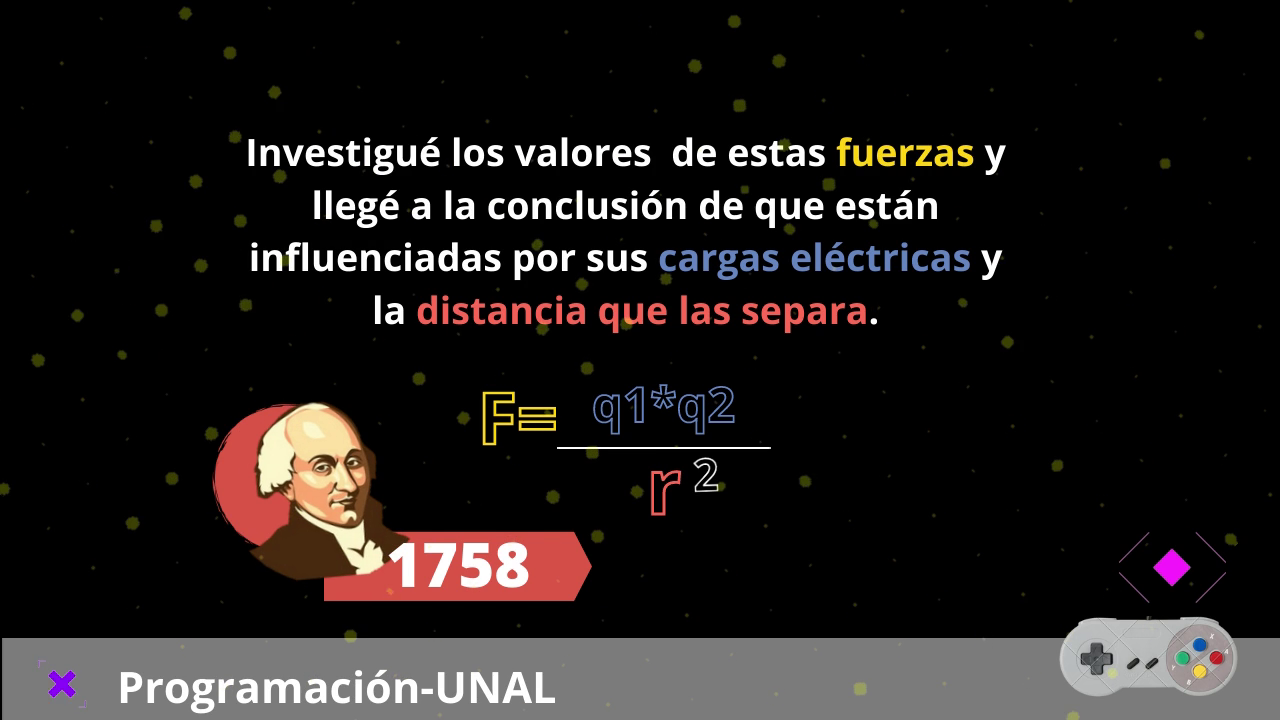 Investigué los valores  de estas fuerzas y
llegé a la conclusión de que están
influenciadas por sus cargas eléctricas y
la distancia que las separa.
F= q1*q2
r 2
1758
Programación-UNAL